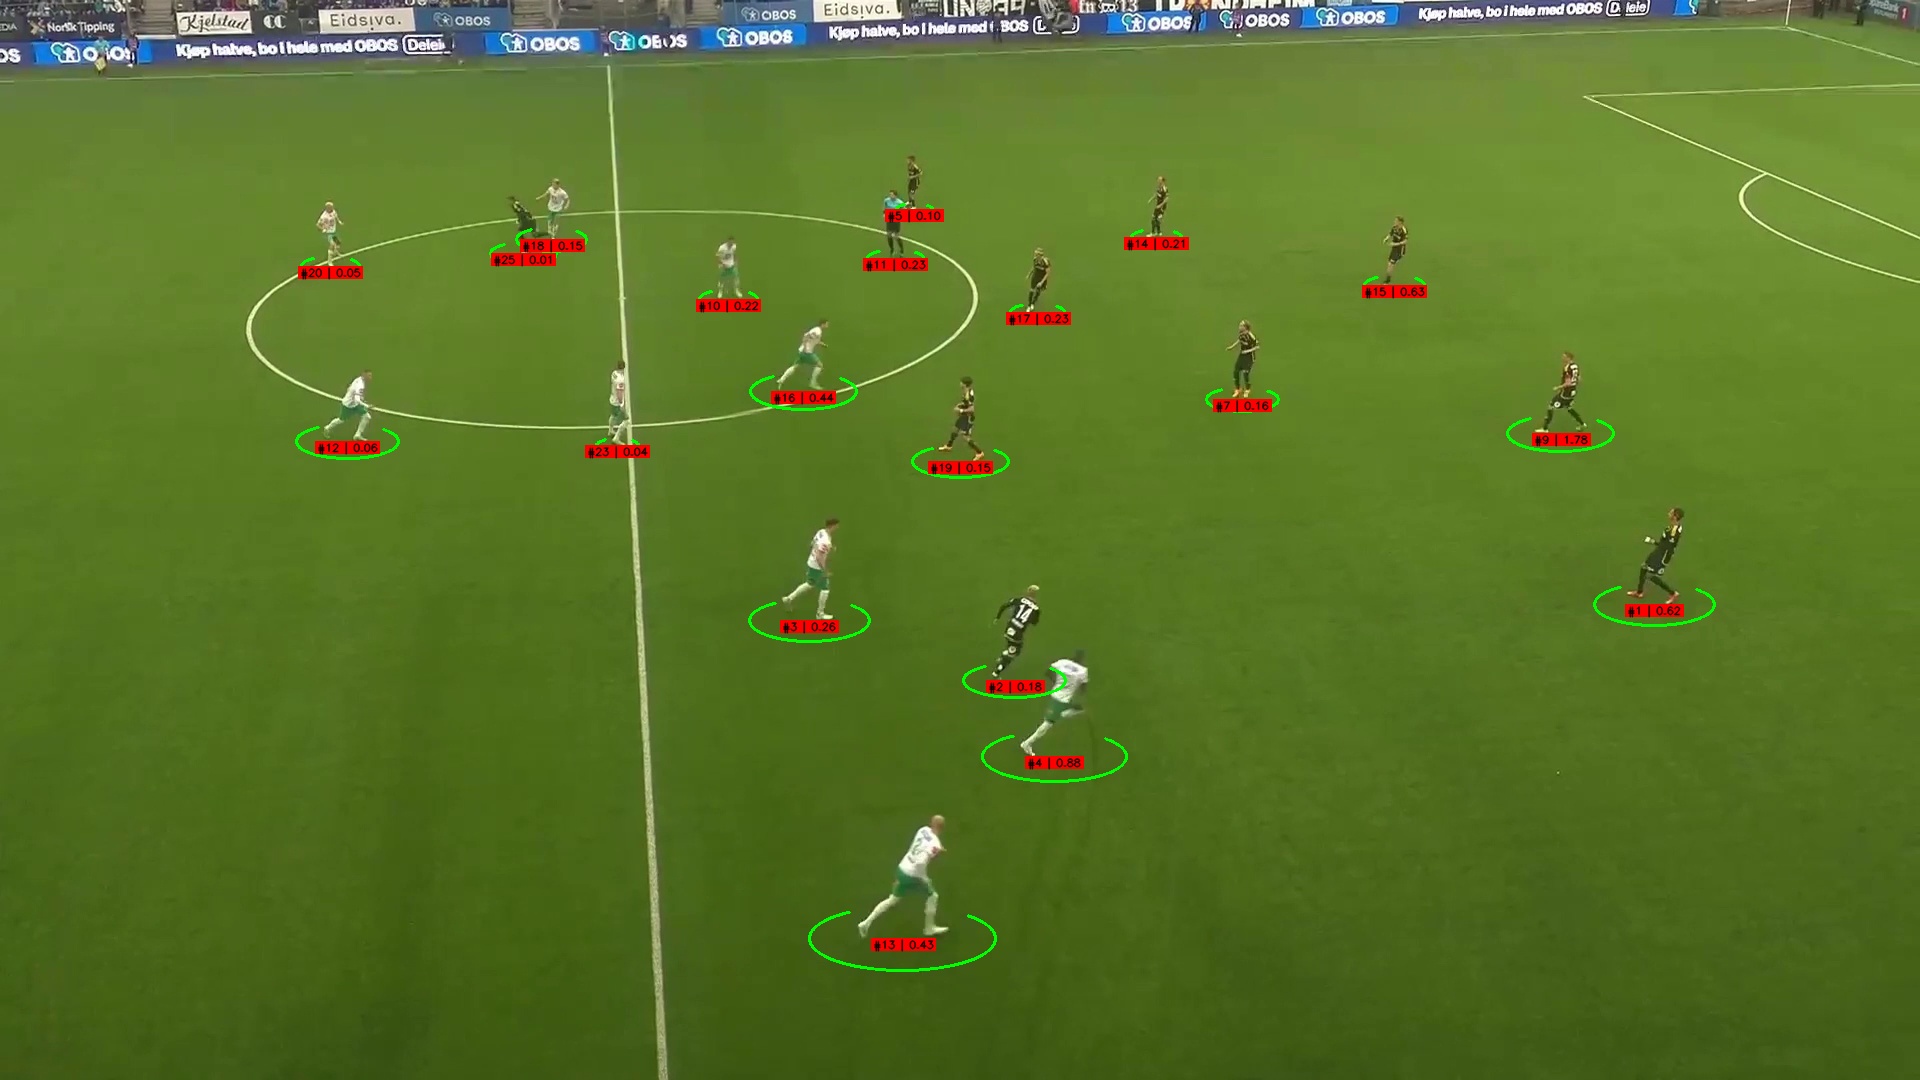 Kjelstad
Eidsiva.
OBOS
OBOS
Eidsiva.
Norsk Tipping
OBOS
Kjøp halve, bo i hele med OBOS Deleie
OBOS
OBOS
OBOS
Kjøp halve, bo i hele med OBOS
OBOS
OBOS
OBOS
Kjøp halve, bo i hele med OBOS Deleie
#5 | 0.10
#18 | 0.15
#14 | 0.21
#25 | 0.01
#11 | 0.23
#20 | 0.05
#15 | 0.63
#10 | 0.22
#17 | 0.23
#16 | 0.44
#7 | 0.16
#9 | 1.78
#12 | 0.06
#23 | 0.04
#19 | 0.15
14
#1 | 0.62
#3 | 0.26
#2 | 0.18
#4 | 0.88
#13 | 0.43